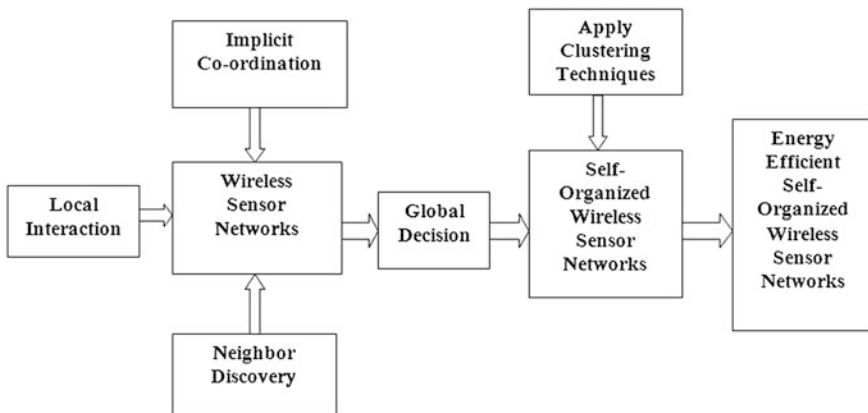 Implicit
Co-ordination
Apply
Clustering
Techniques
Local
Interaction
Wireless
Sensor
Networks
Global
Decision
Self-
Organized
Wireless
Sensor
Networks
Energy
Efficient
Self-
Organized
Wireless
Sensor
Networks
Neighbor
Discovery